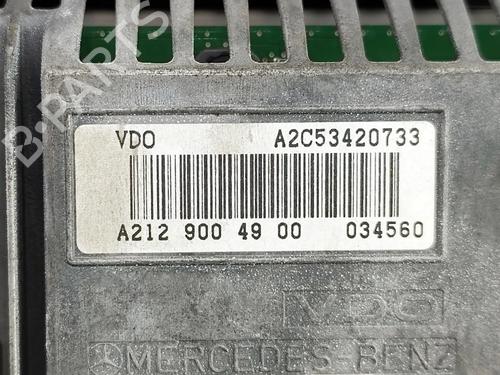 B-PARTS
VDO A2C53420733
A212 900 49 00 034560
VDO
MERCEDES-BENZ